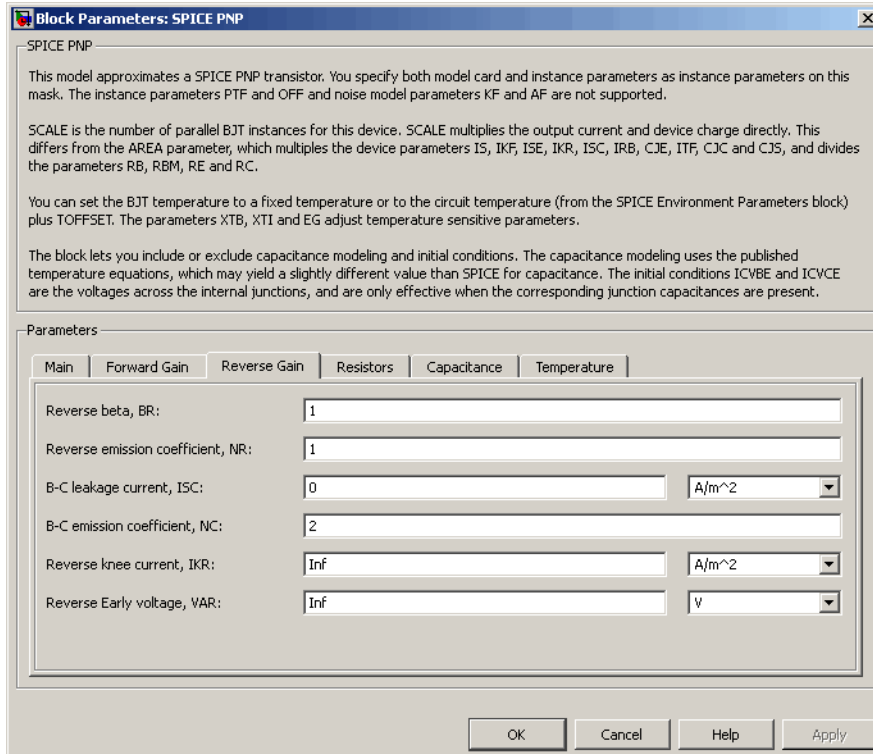 Block Parameters: SPICE PNP
SPICE PNP
This model approximates a SPICE PNP transistor. You specify both model card and instance parameters as instance parameters on this
mask. The instance parameters PTF and OFF and noise model parameters KF and AF are not supported.
SCALE is the number of parallel BJT instances for this device. SCALE multiplies the output current and device charge directly. This
differs from the AREA parameter, which multiples the device parameters IS, IKF, ISE, IKR, ISC, IRB, CJE, ITF, CJC and CJS, and divides
the parameters RB, RBM, RE and RC.
You can set the BJT temperature to a fixed temperature or to the circuit temperature (from the SPICE Environment Parameters block)
plus TOFFSET. The parameters XTB, XTI and EG adjust temperature sensitive parameters.
The block lets you include or exclude capacitance modeling and initial conditions. The capacitance modeling uses the published
temperature equations, which may yield a slightly different value than SPICE for capacitance. The initial conditions ICVBE and ICVCE
are the voltages across the internal junctions, and are only effective when the corresponding junction capacitances are present.
Parameters
Main Forward Gain Reverse Gain Resistors Capacitance Temperature
Reverse beta, BR: 1
Reverse emission coefficient, NR: 1
B-C leakage current, ISC: 0 A/m^2
B-C emission coefficient, NC: 2
Reverse knee current, IKR: Inf A/m^2
Reverse Early voltage, VAR: Inf V
OK Cancel Help Apply